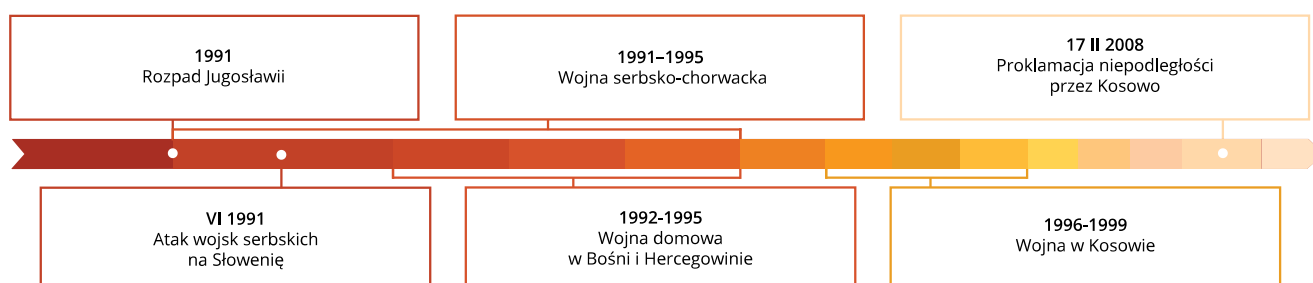 1991
Rozpad Jugosławii
1991–1995
Wojna serbsko-chorwacka
17 II 2008
Proklamacja niepodległości
przez Kosowo
VI 1991
Atak wojsk serbskich
na Słowenię
1992-1995
Wojna domowa
w Bośni i Hercegowinie
1996-1999
Wojna w Kosowie